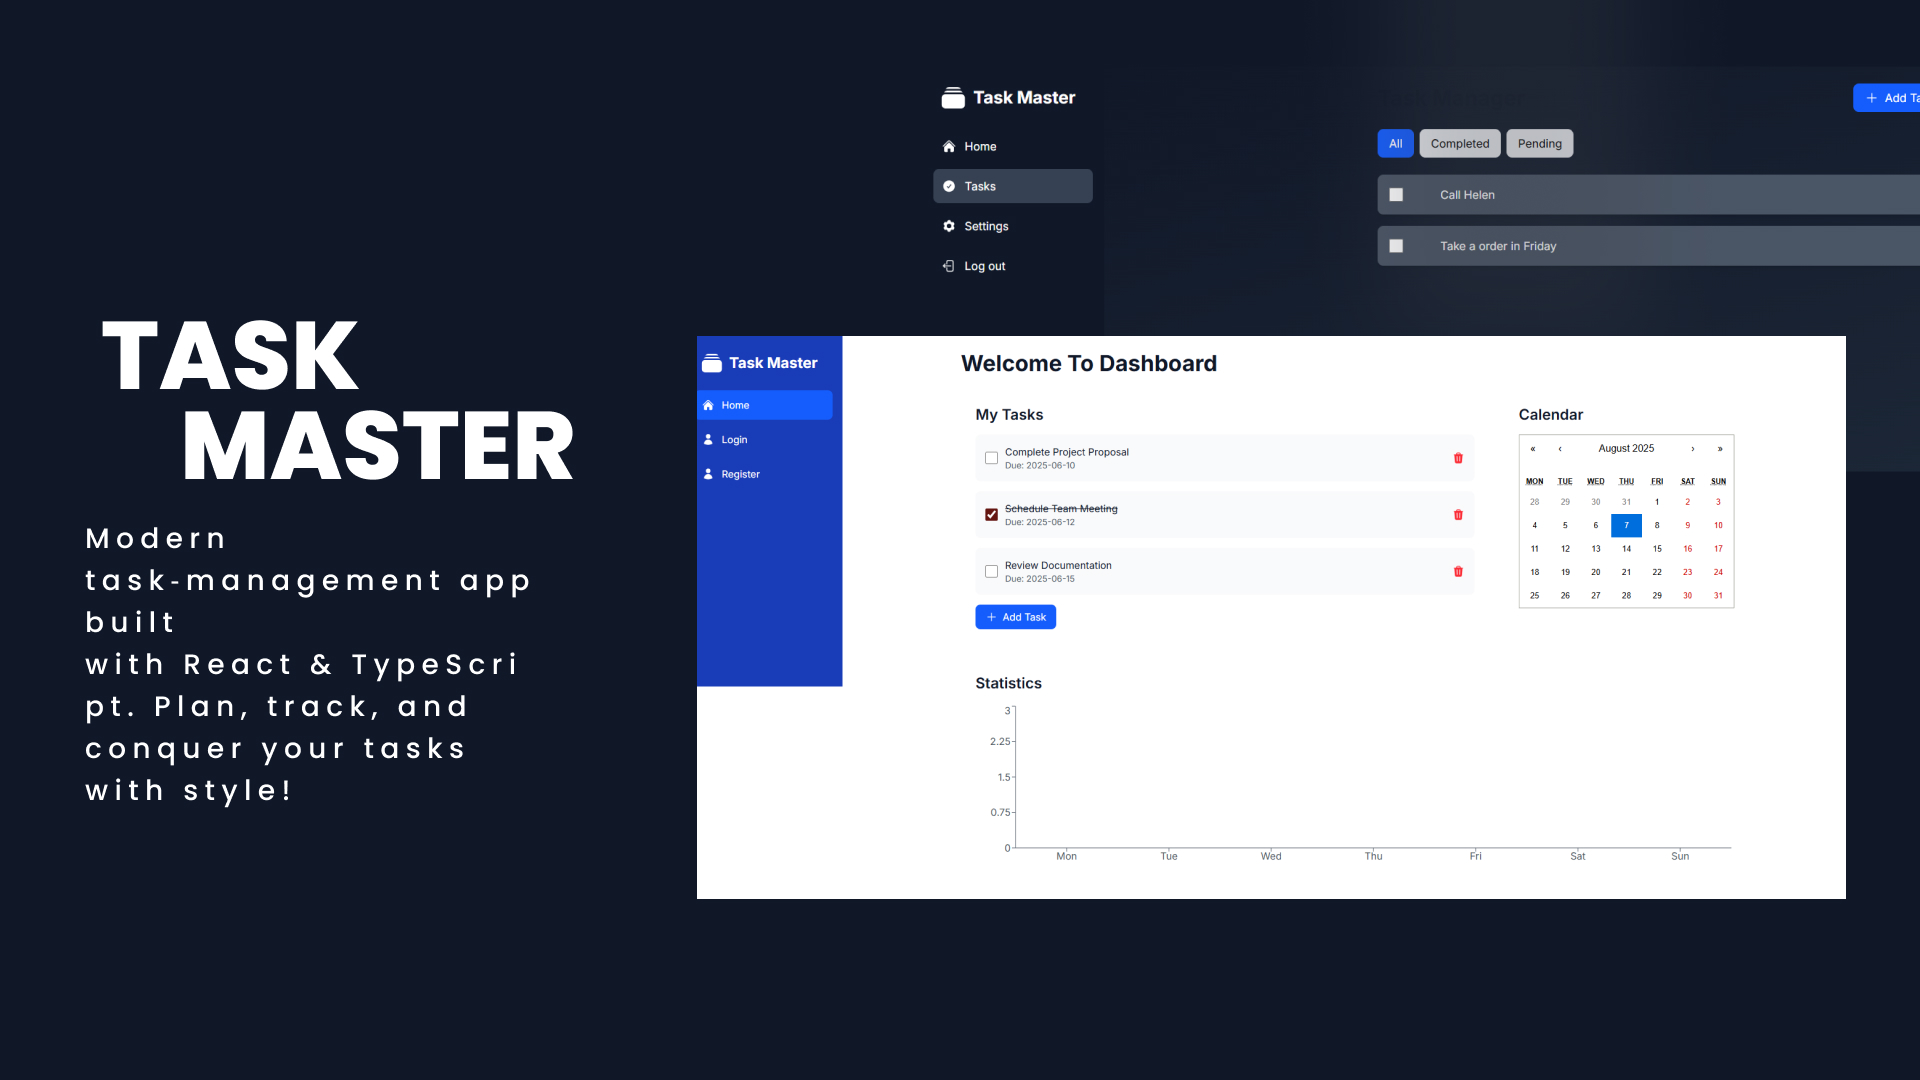 TASK
MASTER
Modern
task-management app
built
with React & TypeScri
pt. Plan, track, and
conquer your tasks
with style!
Task Master
Home
Tasks
Settings
Log out
Add Ta
All Completed Pending
Call Helen
Take a order in Friday
Task Master
Home
Login
Register
Welcome To Dashboard
My Tasks
Complete Project Proposal
Due: 2025-06-10
Schedule Team Meeting
Due: 2025-06-12
Review Documentation
Due: 2025-06-15
Add Task
Calendar
« ‹ August 2025 › »
MON TUE WED THU FRI SAT SUN
28 29 30 31 1 2 3
4 5 6 7 8 9 10
11 12 13 14 15 16 17
18 19 20 21 22 23 24
25 26 27 28 29 30 31
Statistics
3
2.25
1.5
0.75
0
Mon Tue Wed Thu Fri Sat Sun